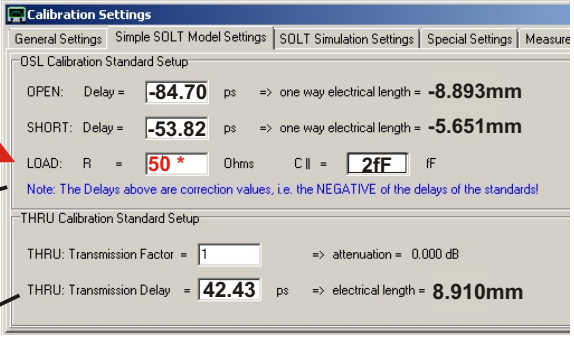 Calibration Settings
General Settings Simple SOLT Model Settings SOLT Simulation Settings Special Settings Measure
OSL Calibration Standard Setup
OPEN: Delay = -84.70 ps => one way electrical length = -8.893mm
SHORT: Delay = -53.82 ps => one way electrical length = -5.651mm
LOAD: R = 50 * Ohms C || = 2fF fF
Note: The Delays above are correction values, i.e. the NEGATIVE of the delays of the standards!
THRU Calibration Standard Setup
THRU: Transmission Factor = 1 => attenuation = 0.000 dB
THRU: Transmission Delay = 42.43 ps => electrical length = 8.910mm